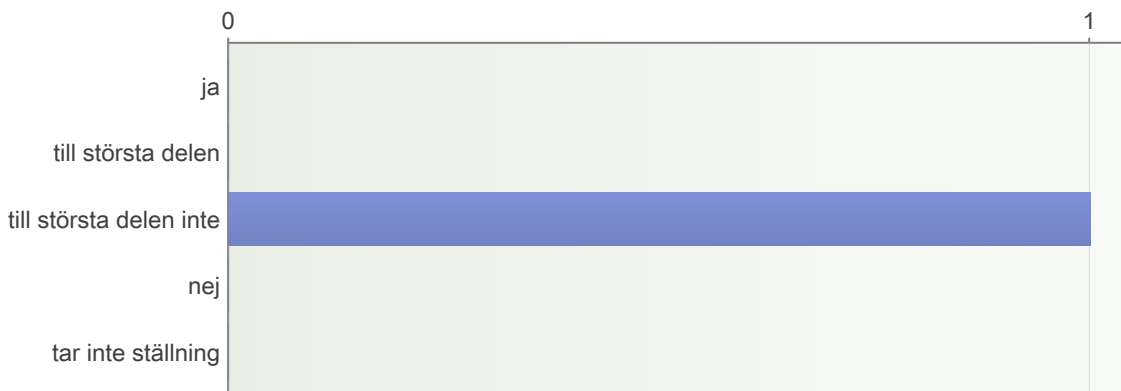 0 1
ja
till största delen
till största delen inte
nej
tar inte ställning